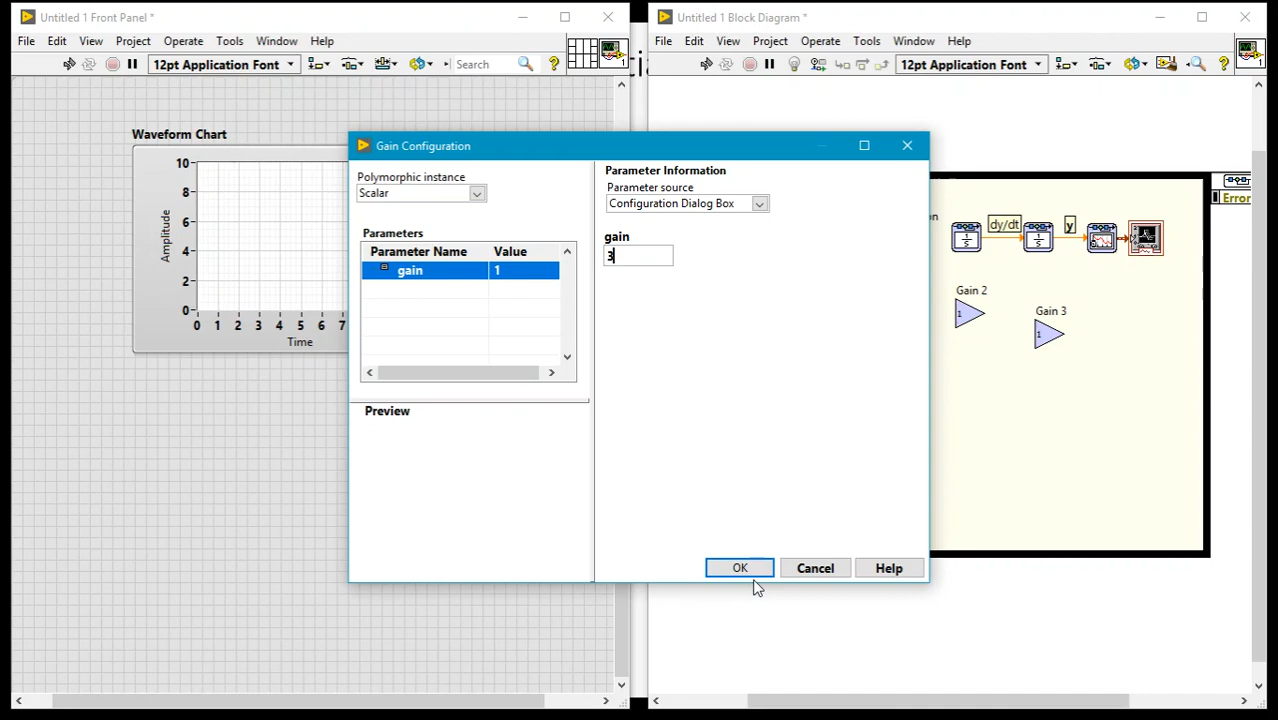 Untitled 1 Front Panel *
File Edit View Project Operate Tools Window Help
12pt Application Font
Search
?
1
Waveform Chart
Amplitude
10
8
6
4
2
0
0 1 2 3 4 5 6 7
Time
Untitled 1 Block Diagram *
File Edit View Project Operate Tools Window Help
12pt Application Font
?
1
Error
dy/dt
y
Gain 2
1
Gain 3
1
Gain Configuration
Polymorphic instance
Scalar
Parameters
Parameter Name Value
gain 1
Preview
Parameter Information
Parameter source
Configuration Dialog Box
gain
3
OK Cancel Help